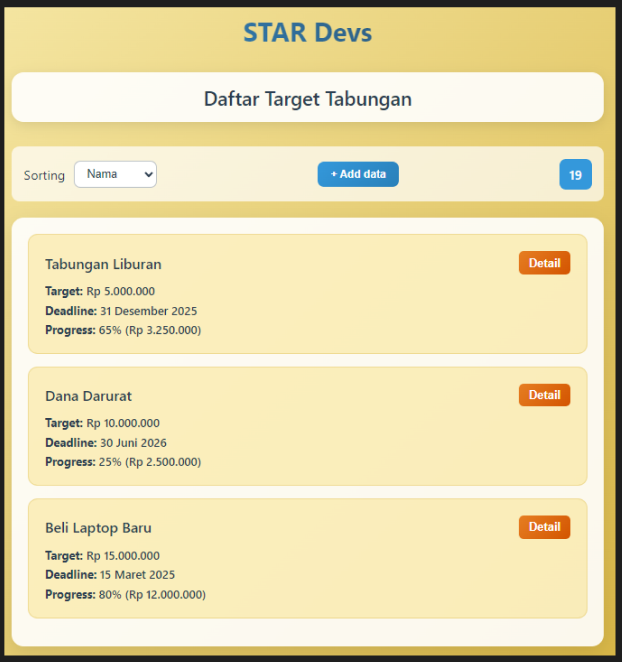 STAR Devs
Daftar Target Tabungan
Sorting Nama + Add data 19
Tabungan Liburan Detail
Target: Rp 5.000.000
Deadline: 31 Desember 2025
Progress: 65% (Rp 3.250.000)
Dana Darurat Detail
Target: Rp 10.000.000
Deadline: 30 Juni 2026
Progress: 25% (Rp 2.500.000)
Beli Laptop Baru Detail
Target: Rp 15.000.000
Deadline: 15 Maret 2025
Progress: 80% (Rp 12.000.000)